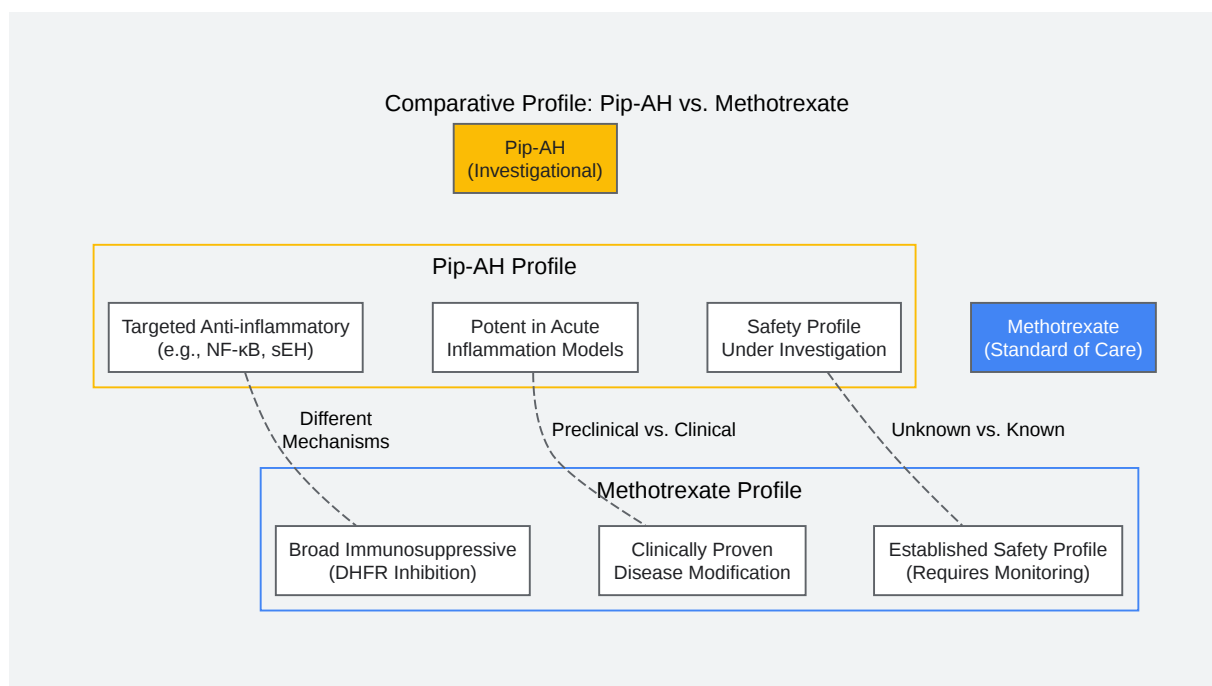 Comparative Profile: Pip-AH vs. Methotrexate
Pip-AH
(Investigational)
Pip-AH Profile
Targeted Anti-inflammatory
(e.g., NF-κB, sEH)
Potent in Acute
Inflammation Models
Safety Profile
Under Investigation
Methotrexate
(Standard of Care)
Different
Mechanisms
Preclinical vs. Clinical
Unknown vs. Known
Methotrexate Profile
Broad Immunosuppressive
(DHFR Inhibition)
Clinically Proven
Disease Modification
Established Safety Profile
(Requires Monitoring)